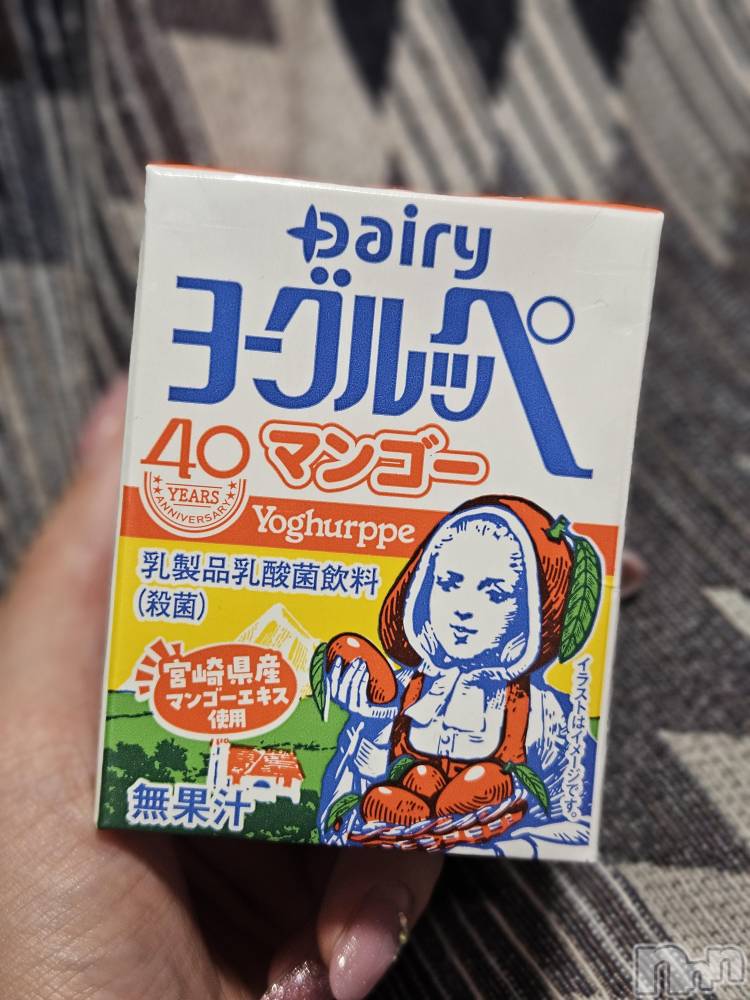 Dairy
ヨーグルッペ
40 マンゴー
YEARS
ANNIVERSARY
Yoghurppe
乳製品乳酸菌飲料
(殺菌)
宮崎県産
マンゴーエキス
使用
無果汁
イラストはイメージです。